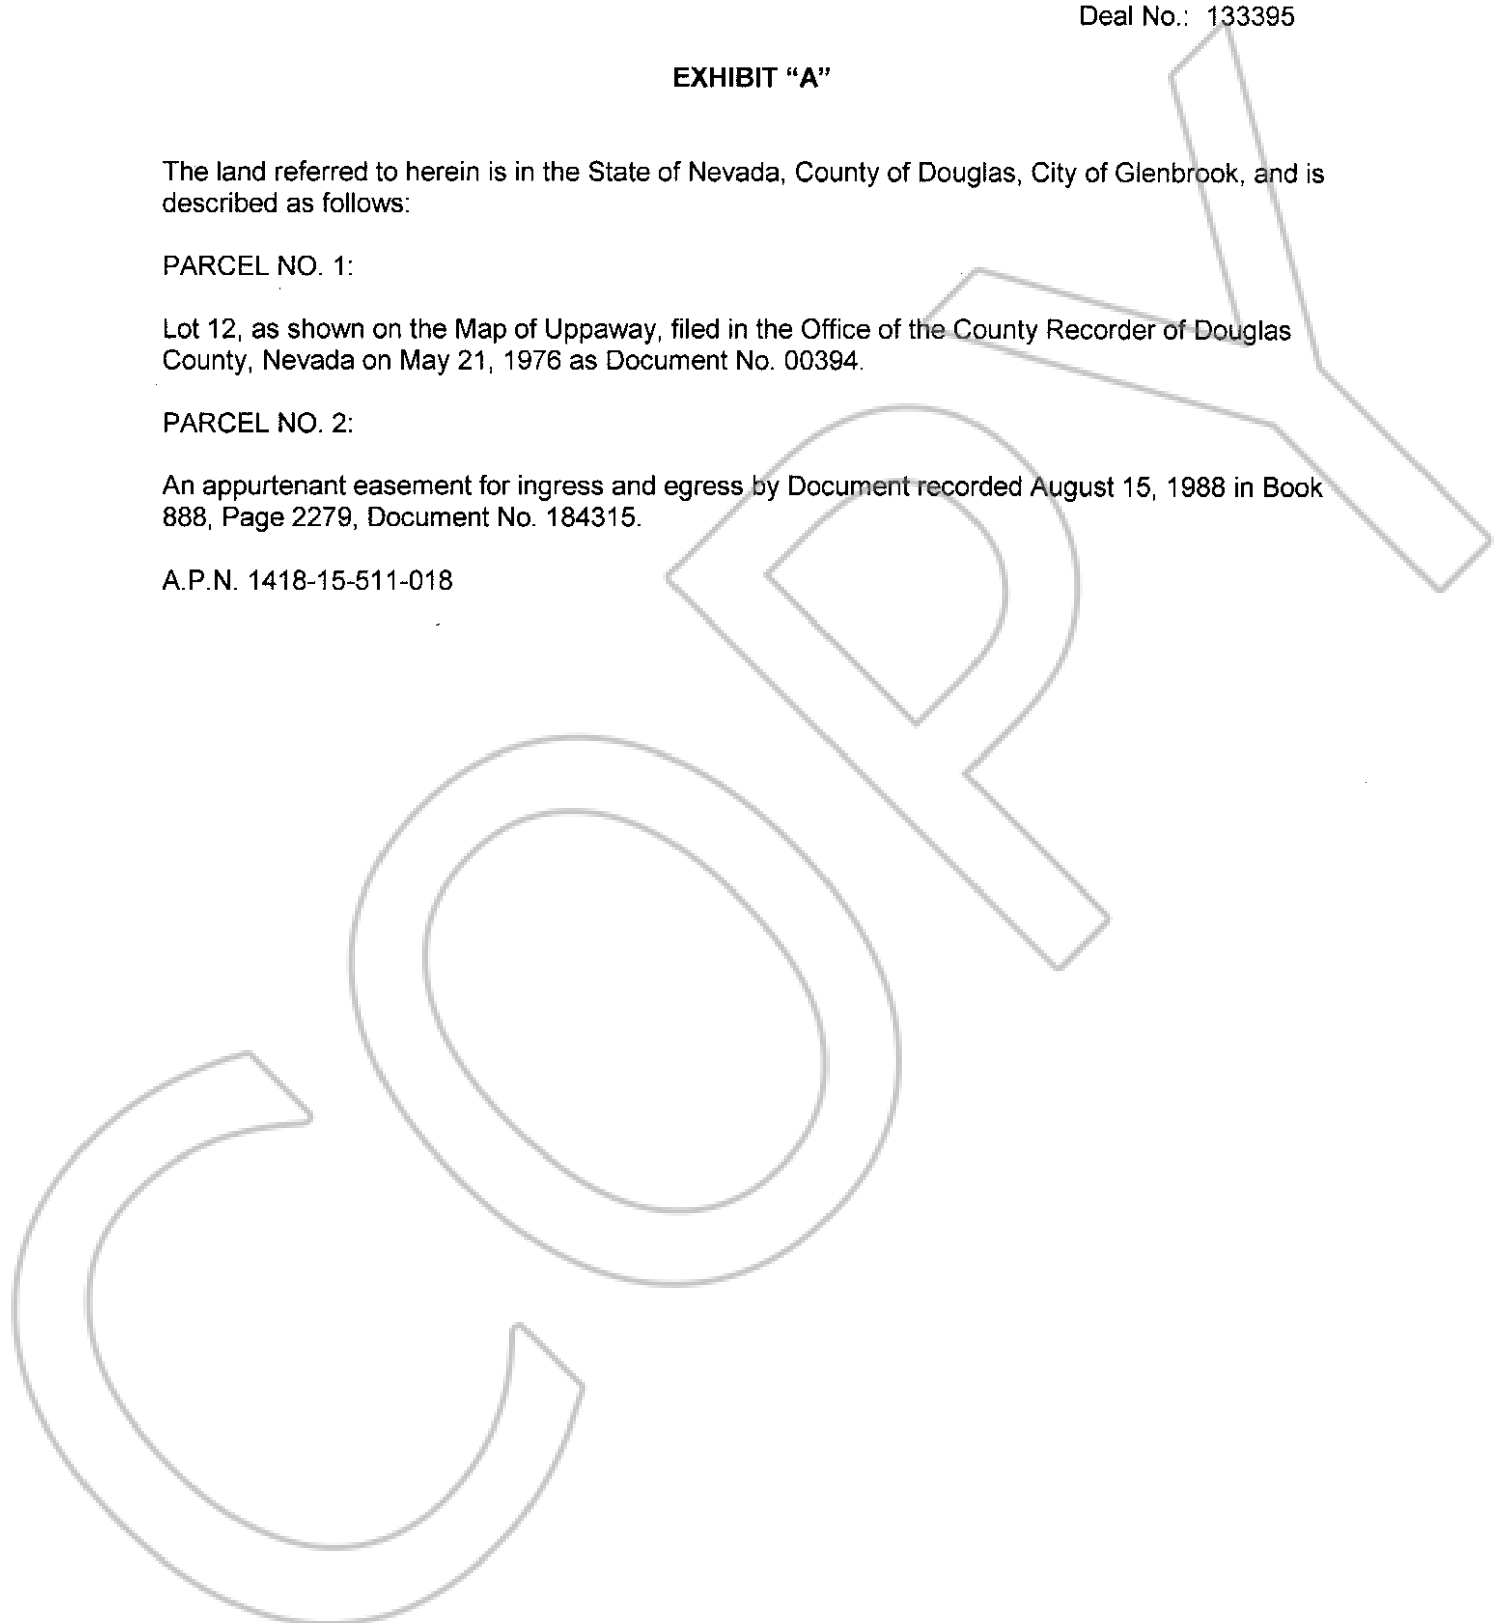 Deal No.: 133395
EXHIBIT “A”
The land referred to herein is in the State of Nevada, County of Douglas, City of Glenbrook, and is
described as follows:
PARCEL NO. 1:
Lot 12, as shown on the Map of Uppaway, filed in the Office of the County Recorder of Douglas
County, Nevada on May 21, 1976 as Document No. 00394.
PARCEL NO. 2:
An appurtenant easement for ingress and egress by Document recorded August 15, 1988 in Book
888, Page 2279, Document No. 184315.
A.P.N. 1418-15-511-018
COPY